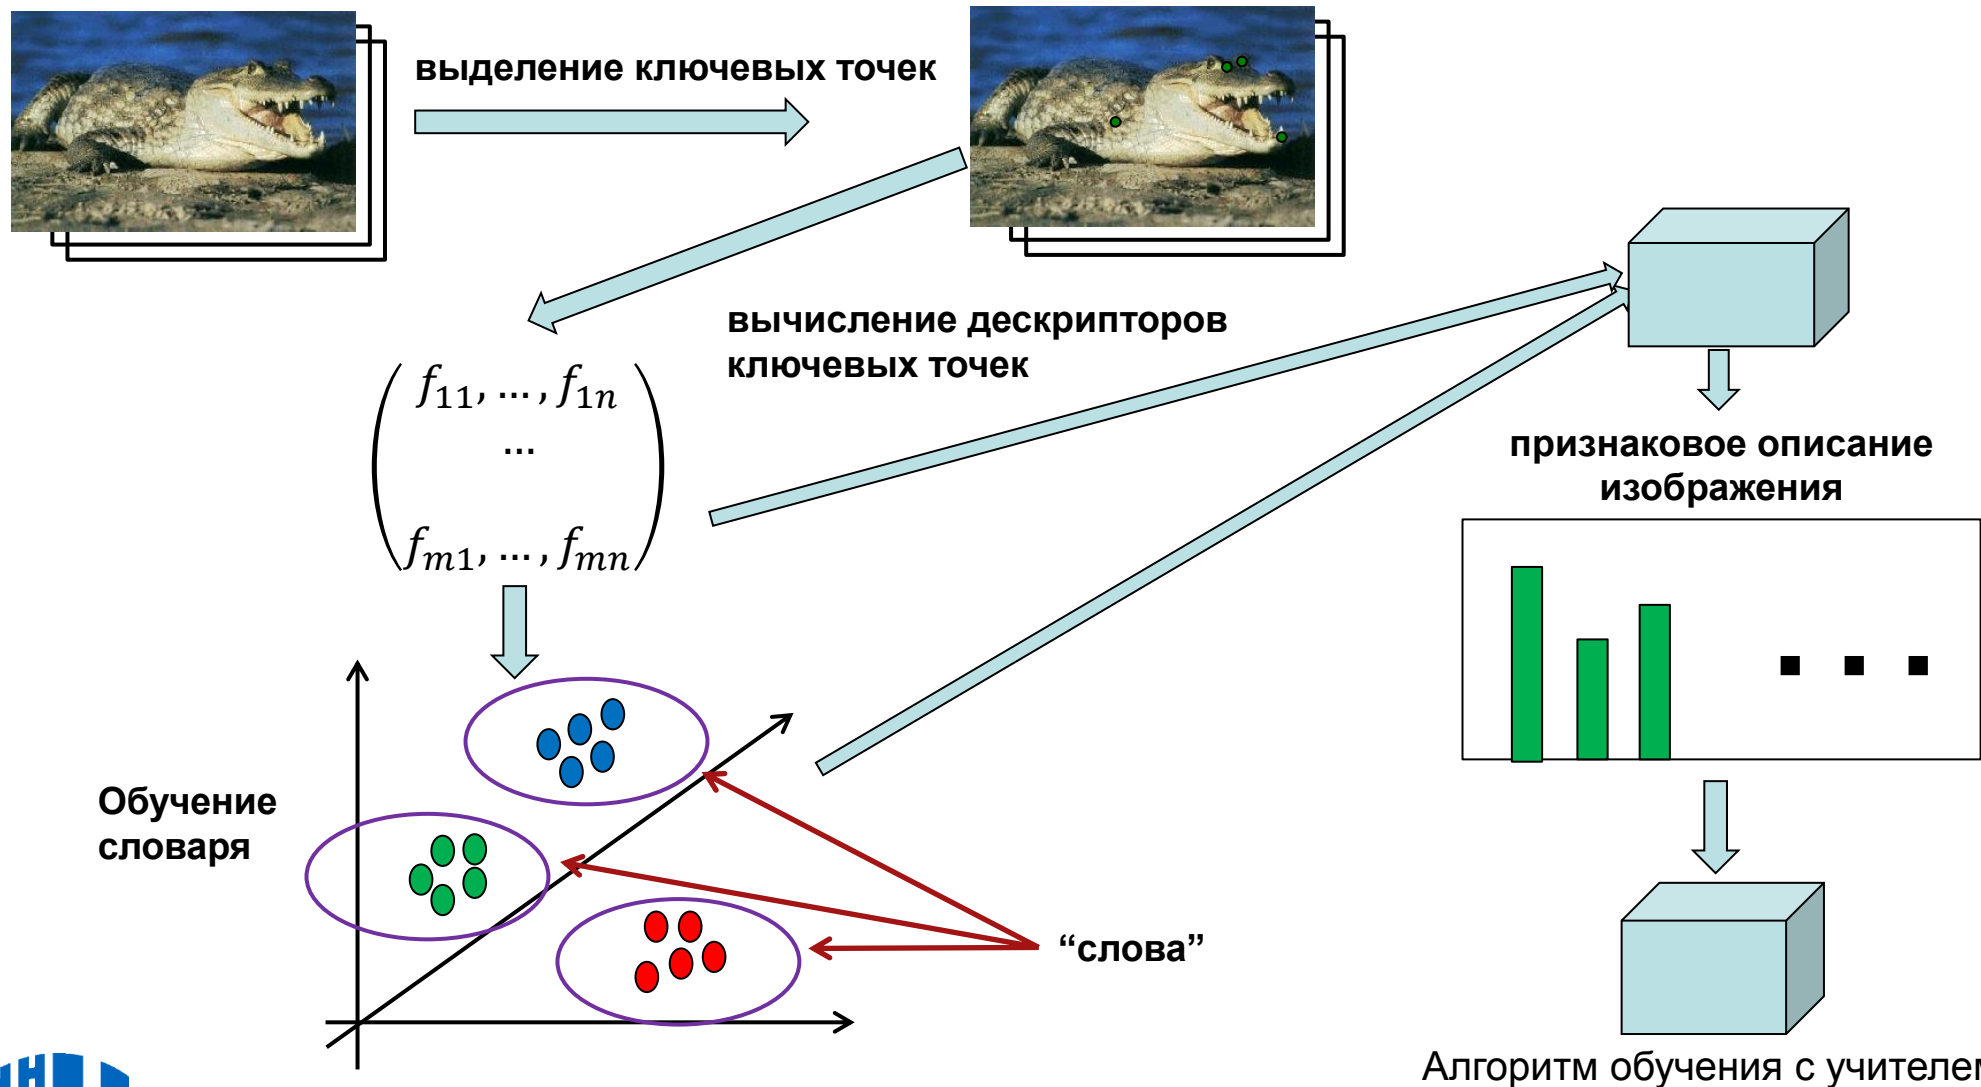 выделение ключевых точек
вычисление дескрипторов
ключевых точек
f₁₁, … , f₁ₙ
…
fₘ₁, … , fₘₙ
признаковое описание
изображения
Обучение
словаря
“слова”
Алгоритм обучения с учителем